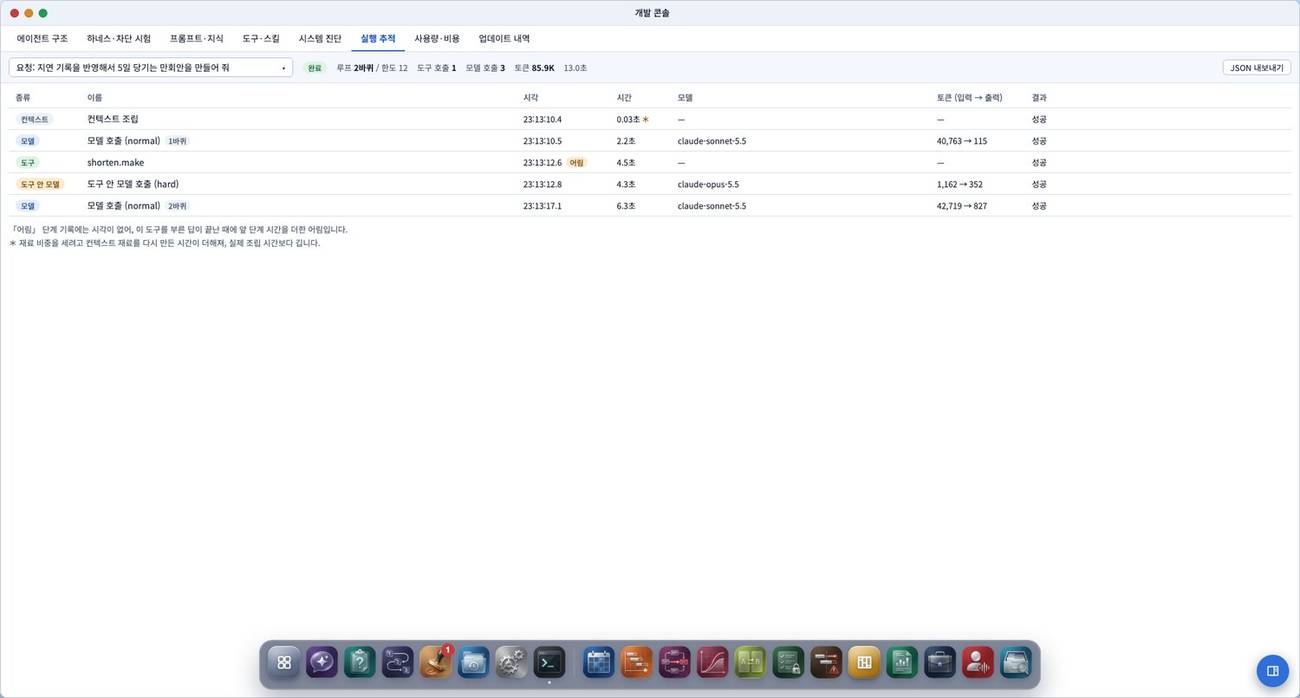 개발 콘솔
에이전트 구조 하네스·차단 시험 프롬프트·지식 도구·스킬 시스템 진단 실행 추적 사용량·비용 업데이트 내역
요청: 지연 기록을 반영해서 5일 당기는 만회안을 만들어 줘 완료 루프 2바퀴 / 한도 12 도구 호출 1 모델 호출 3 토큰 85.9K 13.0초 JSON 내보내기
종류 이름 시각 시간 모델 토큰 (입력 → 출력) 결과
컨텍스트 컨텍스트 조립 23:13:10.4 0.03초 * — — 성공
모델 모델 호출 (normal) 1바퀴 23:13:10.5 2.2초 claude-sonnet-5.5 40,763 → 115 성공
도구 shorten.make 23:13:12.6 어림 4.5초 — — 성공
도구 안 모델 도구 안 모델 호출 (hard) 23:13:12.8 4.3초 claude-opus-5.5 1,162 → 352 성공
모델 모델 호출 (normal) 2바퀴 23:13:17.1 6.3초 claude-sonnet-5.5 42,719 → 827 성공
「어림」 단계 기록에는 시각이 없어, 이 도구를 부른 답이 끝난 때에 앞 단계 시간을 더한 어림입니다.
* 재료 비중을 세려고 컨텍스트 재료를 다시 만든 시간이 더해져, 실제 조립 시간보다 깁니다.
1